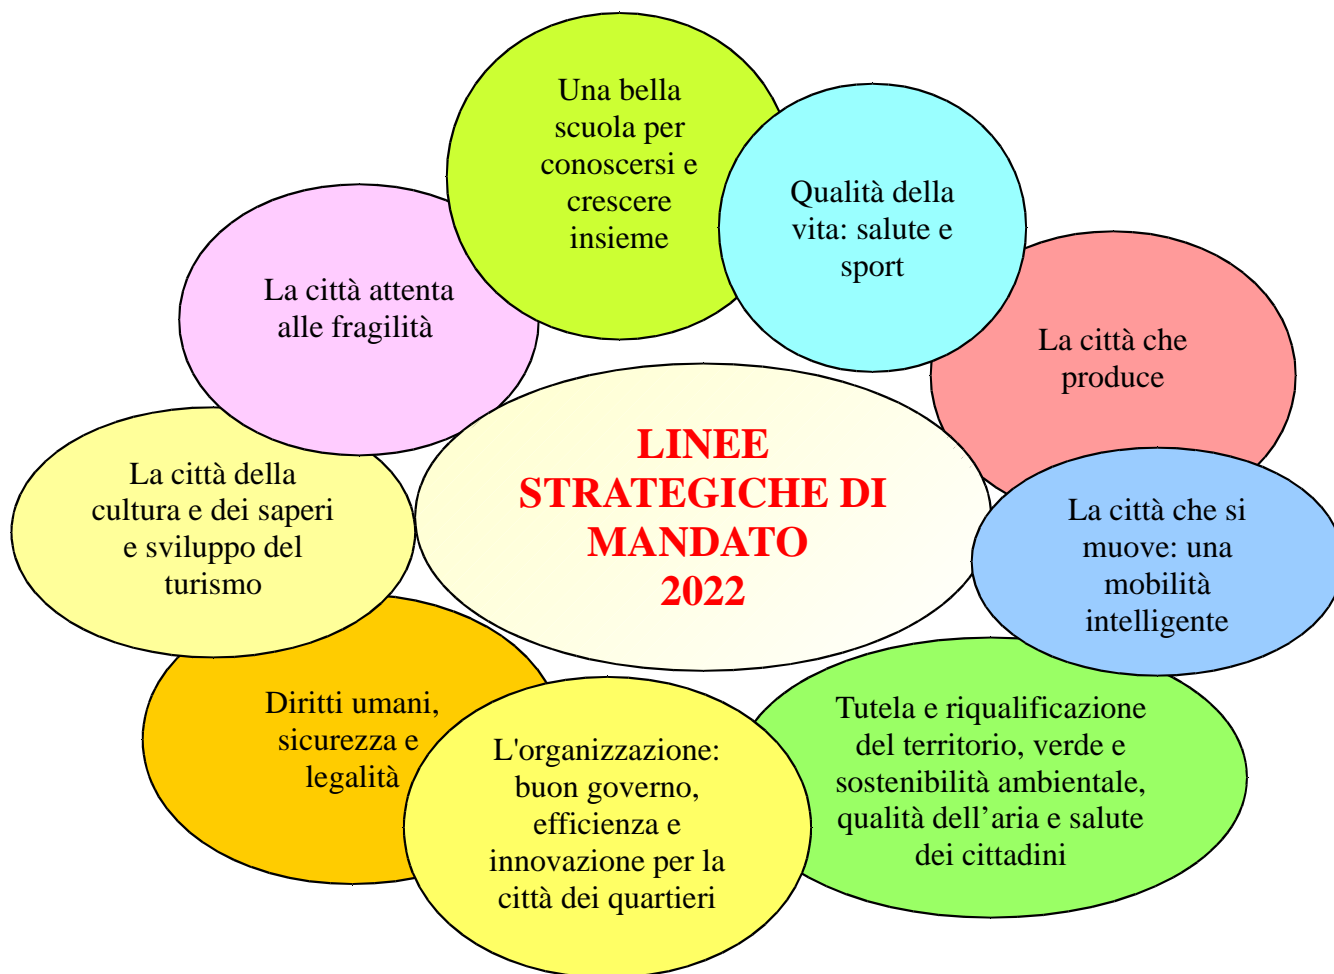 Una bella
scuola per
conoscersi e
crescere
insieme
Qualità della
vita: salute e
sport
La città attenta
alle fragilità
La città che
produce
LINEE
STRATEGICHE DI
MANDATO
2022
La città della
cultura e dei saperi
e sviluppo del
turismo
La città che si
muove: una
mobilità
intelligente
Diritti umani,
sicurezza e
legalità
L'organizzazione:
buon governo,
efficienza e
innovazione per la
città dei quartieri
Tutela e riqualificazione
del territorio, verde e
sostenibilità ambientale,
qualità dell’aria e salute
dei cittadini